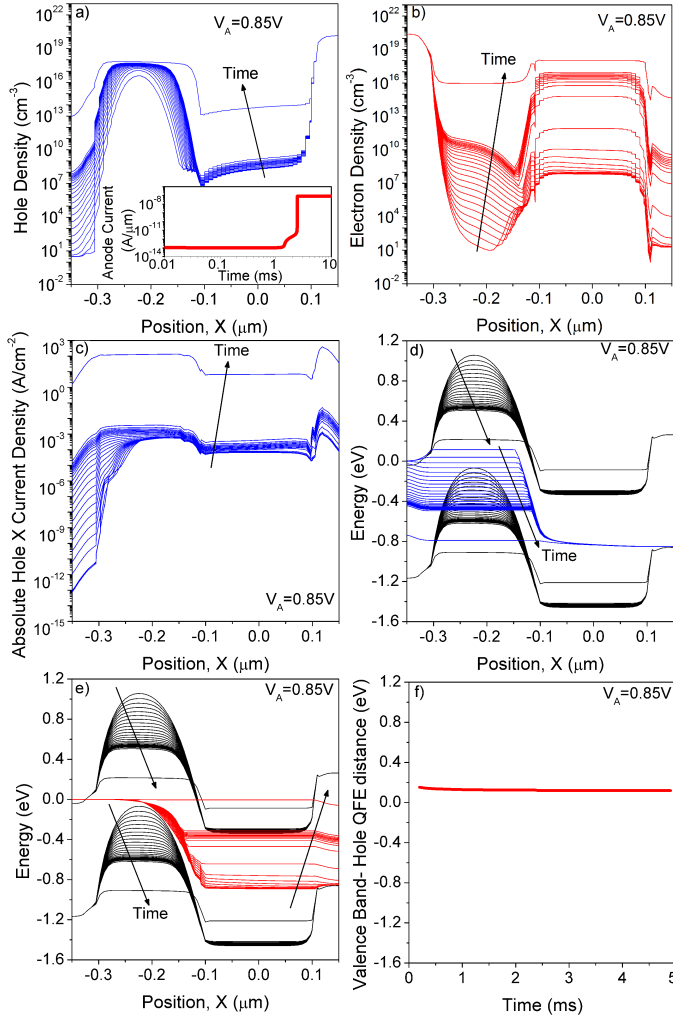 a)
V_A=0.85V
Time
Hole Density (cm⁻³)
10²²
10¹⁹
10¹⁶
10¹³
10¹⁰
10⁷
10⁴
10¹
10⁻²
Anode Current
(A/μm)
10⁻⁸
10⁻¹¹
10⁻¹⁴
0.01
0.1
1
10
Time (ms)
-0.3
-0.2
-0.1
0.0
0.1
Position, X (μm)
b)
V_A=0.85V
Time
Electron Density (cm⁻³)
10²²
10¹⁹
10¹⁶
10¹³
10¹⁰
10⁷
10⁴
10¹
10⁻²
-0.3
-0.2
-0.1
0.0
0.1
Position, X (μm)
c)
Time
V_A=0.85V
Absolute Hole X Current Density (A/cm⁻²)
10³
10⁰
10⁻³
10⁻⁶
10⁻⁹
10⁻¹²
10⁻¹⁵
-0.3
-0.2
-0.1
0.0
0.1
Position, X (μm)
d)
V_A=0.85V
Time
Energy (eV)
1.2
0.8
0.4
0.0
-0.4
-0.8
-1.2
-1.6
-0.3
-0.2
-0.1
0.0
0.1
Position, X (μm)
e)
V_A=0.85V
Time
Energy (eV)
1.2
0.8
0.4
0.0
-0.4
-0.8
-1.2
-1.6
-0.3
-0.2
-0.1
0.0
0.1
Position, X (μm)
f)
V_A=0.85V
Valence Band- Hole QFE distance (eV)
1.2
0.8
0.4
0.0
-0.4
-0.8
-1.2
-1.6
0
1
2
3
4
5
Time (ms)